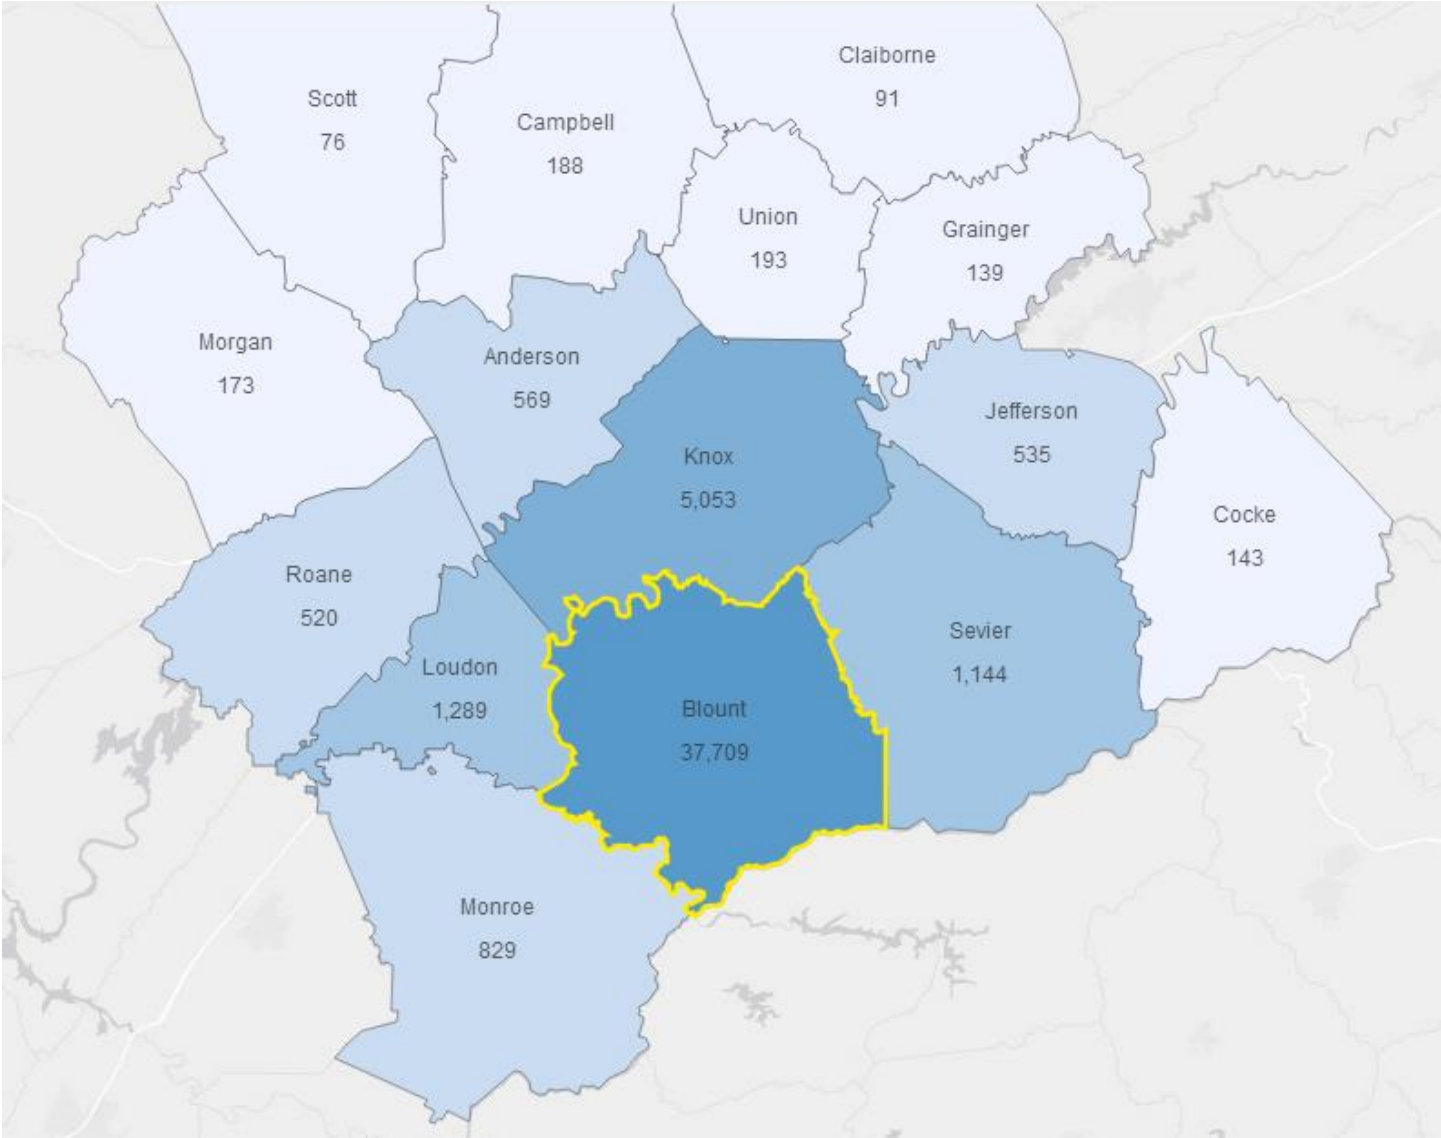 Claiborne
91
Scott
76
Campbell
188
Union
193
Grainger
139
Morgan
173
Anderson
569
Jefferson
535
Knox
5,053
Cocke
143
Roane
520
Sevier
1,144
Loudon
1,289
Blount
37,709
Monroe
829